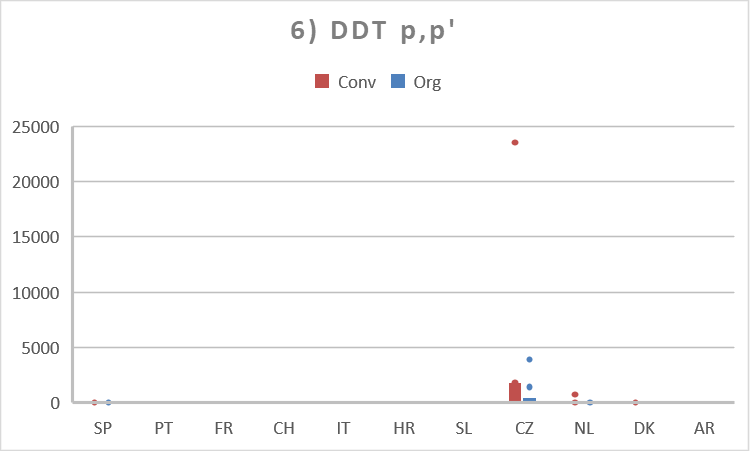 6) DDT p,p'
Conv Org
25000
20000
15000
10000
5000
0
SP PT FR CH IT HR SL CZ NL DK AR